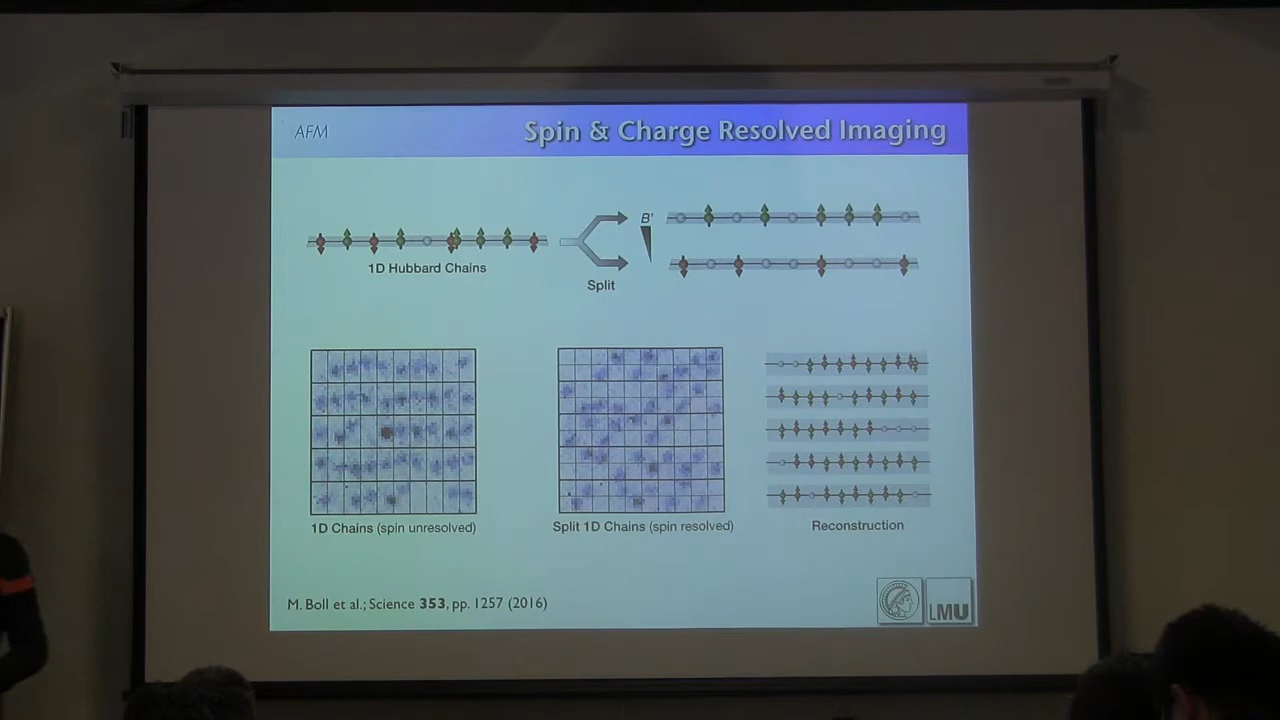 AFM
Spin & Charge Resolved Imaging
B'
1D Hubbard Chains
Split
1D Chains (spin unresolved)
Split 1D Chains (spin resolved)
Reconstruction
M. Boll et al.; Science 353, pp. 1257 (2016)
LMU